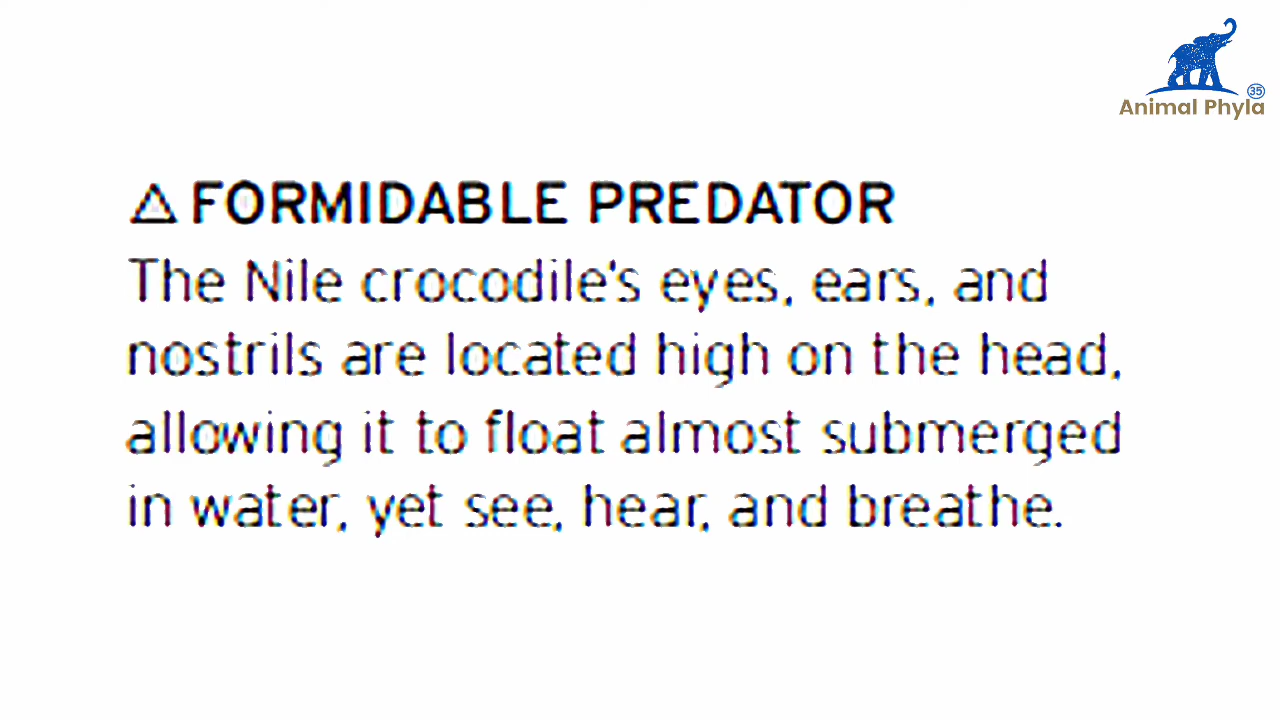 35
Animal Phyla
△ FORMIDABLE PREDATOR
The Nile crocodile's eyes, ears, and
nostrils are located high on the head,
allowing it to float almost submerged
in water, yet see, hear, and breathe.